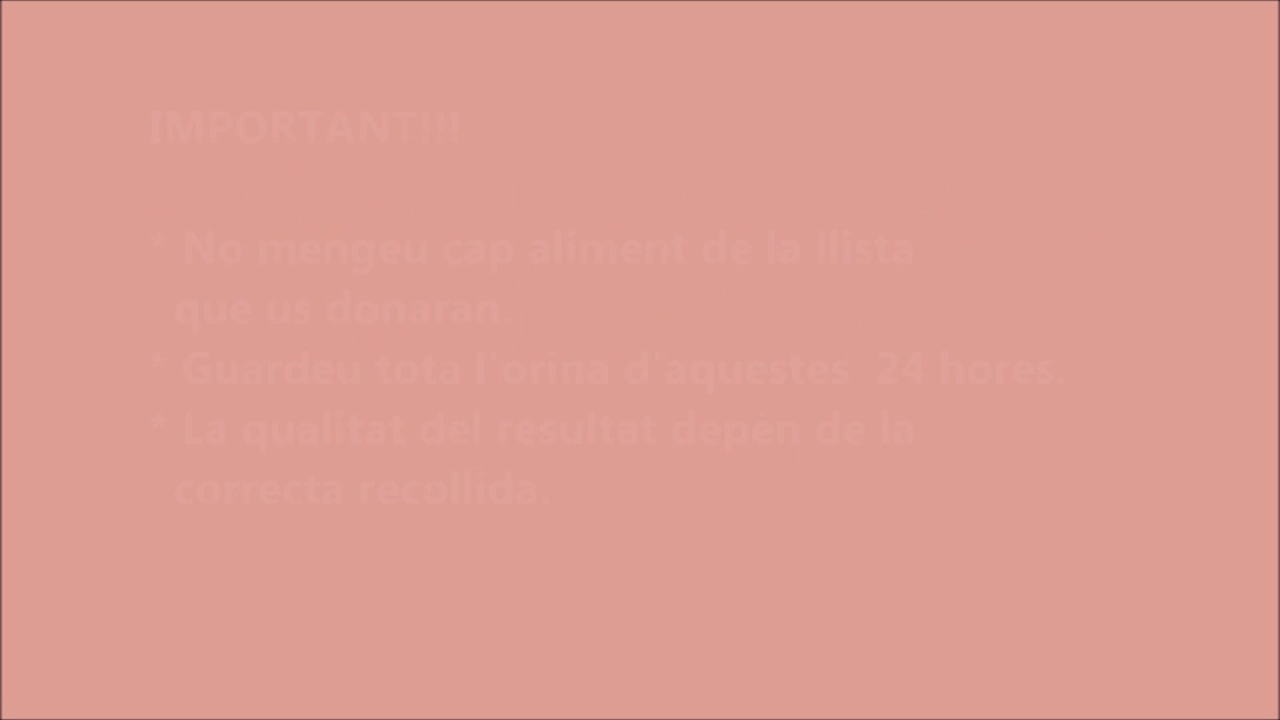 IMPORTANT!!!
* No mengeu cap aliment de la llista
que us donaran.
* Guardeu tota l'orina d'aquestes 24 hores.
* La qualitat del resultat depèn de la
correcta recollida.